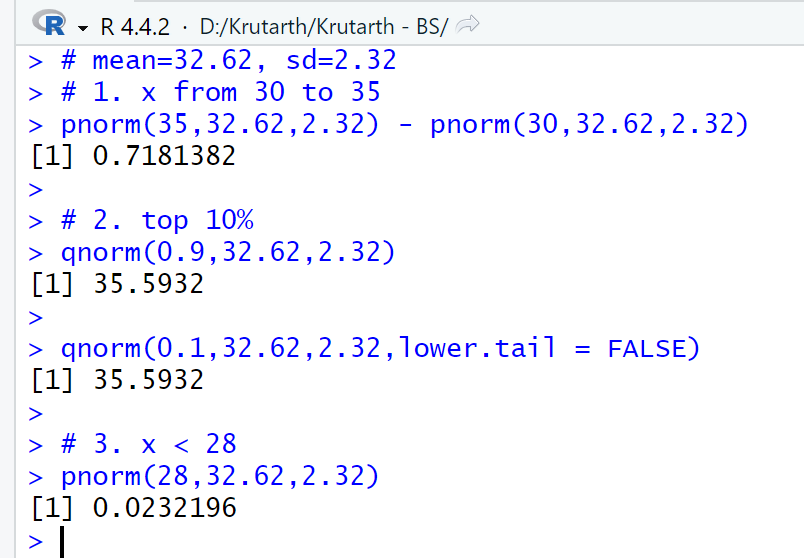 R R 4.4.2 · D:/Krutarth/Krutarth - BS/
> # mean=32.62, sd=2.32
> # 1. x from 30 to 35
> pnorm(35,32.62,2.32) - pnorm(30,32.62,2.32)
[1] 0.7181382
>
> # 2. top 10%
> qnorm(0.9,32.62,2.32)
[1] 35.5932
>
> qnorm(0.1,32.62,2.32,lower.tail = FALSE)
[1] 35.5932
>
> # 3. x < 28
> pnorm(28,32.62,2.32)
[1] 0.0232196
>